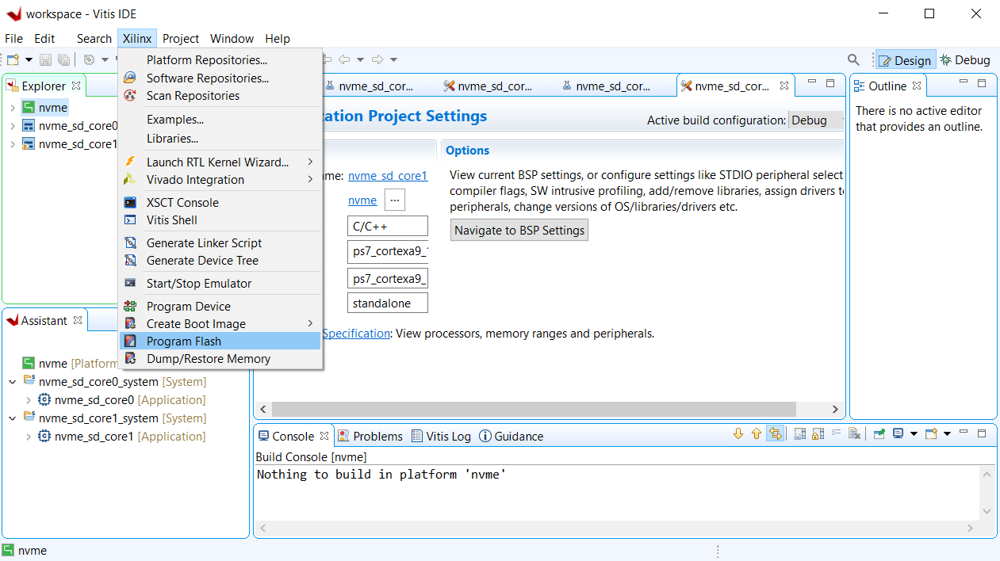 workspace - Vitis IDE
File Edit Search Xilinx Project Window Help
Design Debug
Explorer
nvme
nvme_sd_core0
nvme_sd_core1
Platform Repositories...
Software Repositories...
Scan Repositories
Examples...
Libraries...
Launch RTL Kernel Wizard...
Vivado Integration
XSCT Console
Vitis Shell
Generate Linker Script
Generate Device Tree
Start/Stop Emulator
Program Device
Create Boot Image
Program Flash
Dump/Restore Memory
nvme_sd_cor... nvme_sd_cor... nvme_sd_cor... nvme_sd_cor...
cation Project Settings
Active build configuration: Debug
me: nvme_sd_core1
nvme ...
C/C++
ps7_cortexa9_
ps7_cortexa9_
standalone
Options
View current BSP settings, or configure settings like STDIO peripheral select
compiler flags, SW intrusive profiling, add/remove libraries, assign drivers to
peripherals, change versions of OS/libraries/drivers etc.
Navigate to BSP Settings
Specification: View processors, memory ranges and peripherals.
Outline
There is no active editor
that provides an outline.
Assistant
nvme [Platform
nvme_sd_core0_system [System]
nvme_sd_core0 [Application]
nvme_sd_core1_system [System]
nvme_sd_core1 [Application]
Console Problems Vitis Log Guidance
Build Console [nvme]
Nothing to build in platform 'nvme'
nvme